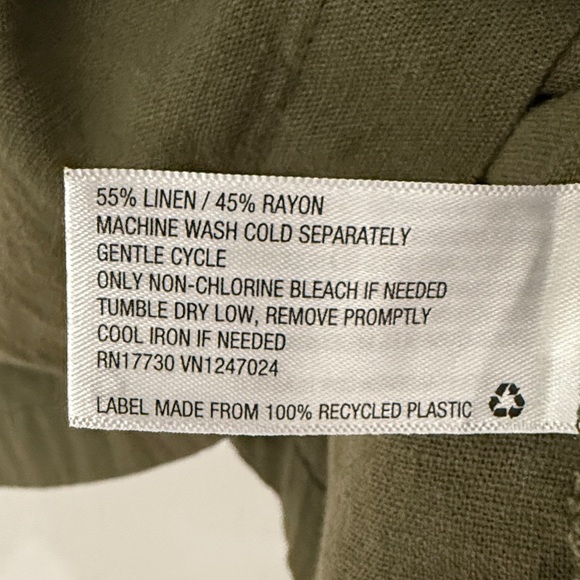 55% LINEN / 45% RAYON
MACHINE WASH COLD SEPARATELY
GENTLE CYCLE
ONLY NON-CHLORINE BLEACH IF NEEDED
TUMBLE DRY LOW, REMOVE PROMPTLY
COOL IRON IF NEEDED
RN17730 VN1247024
LABEL MADE FROM 100% RECYCLED PLASTIC